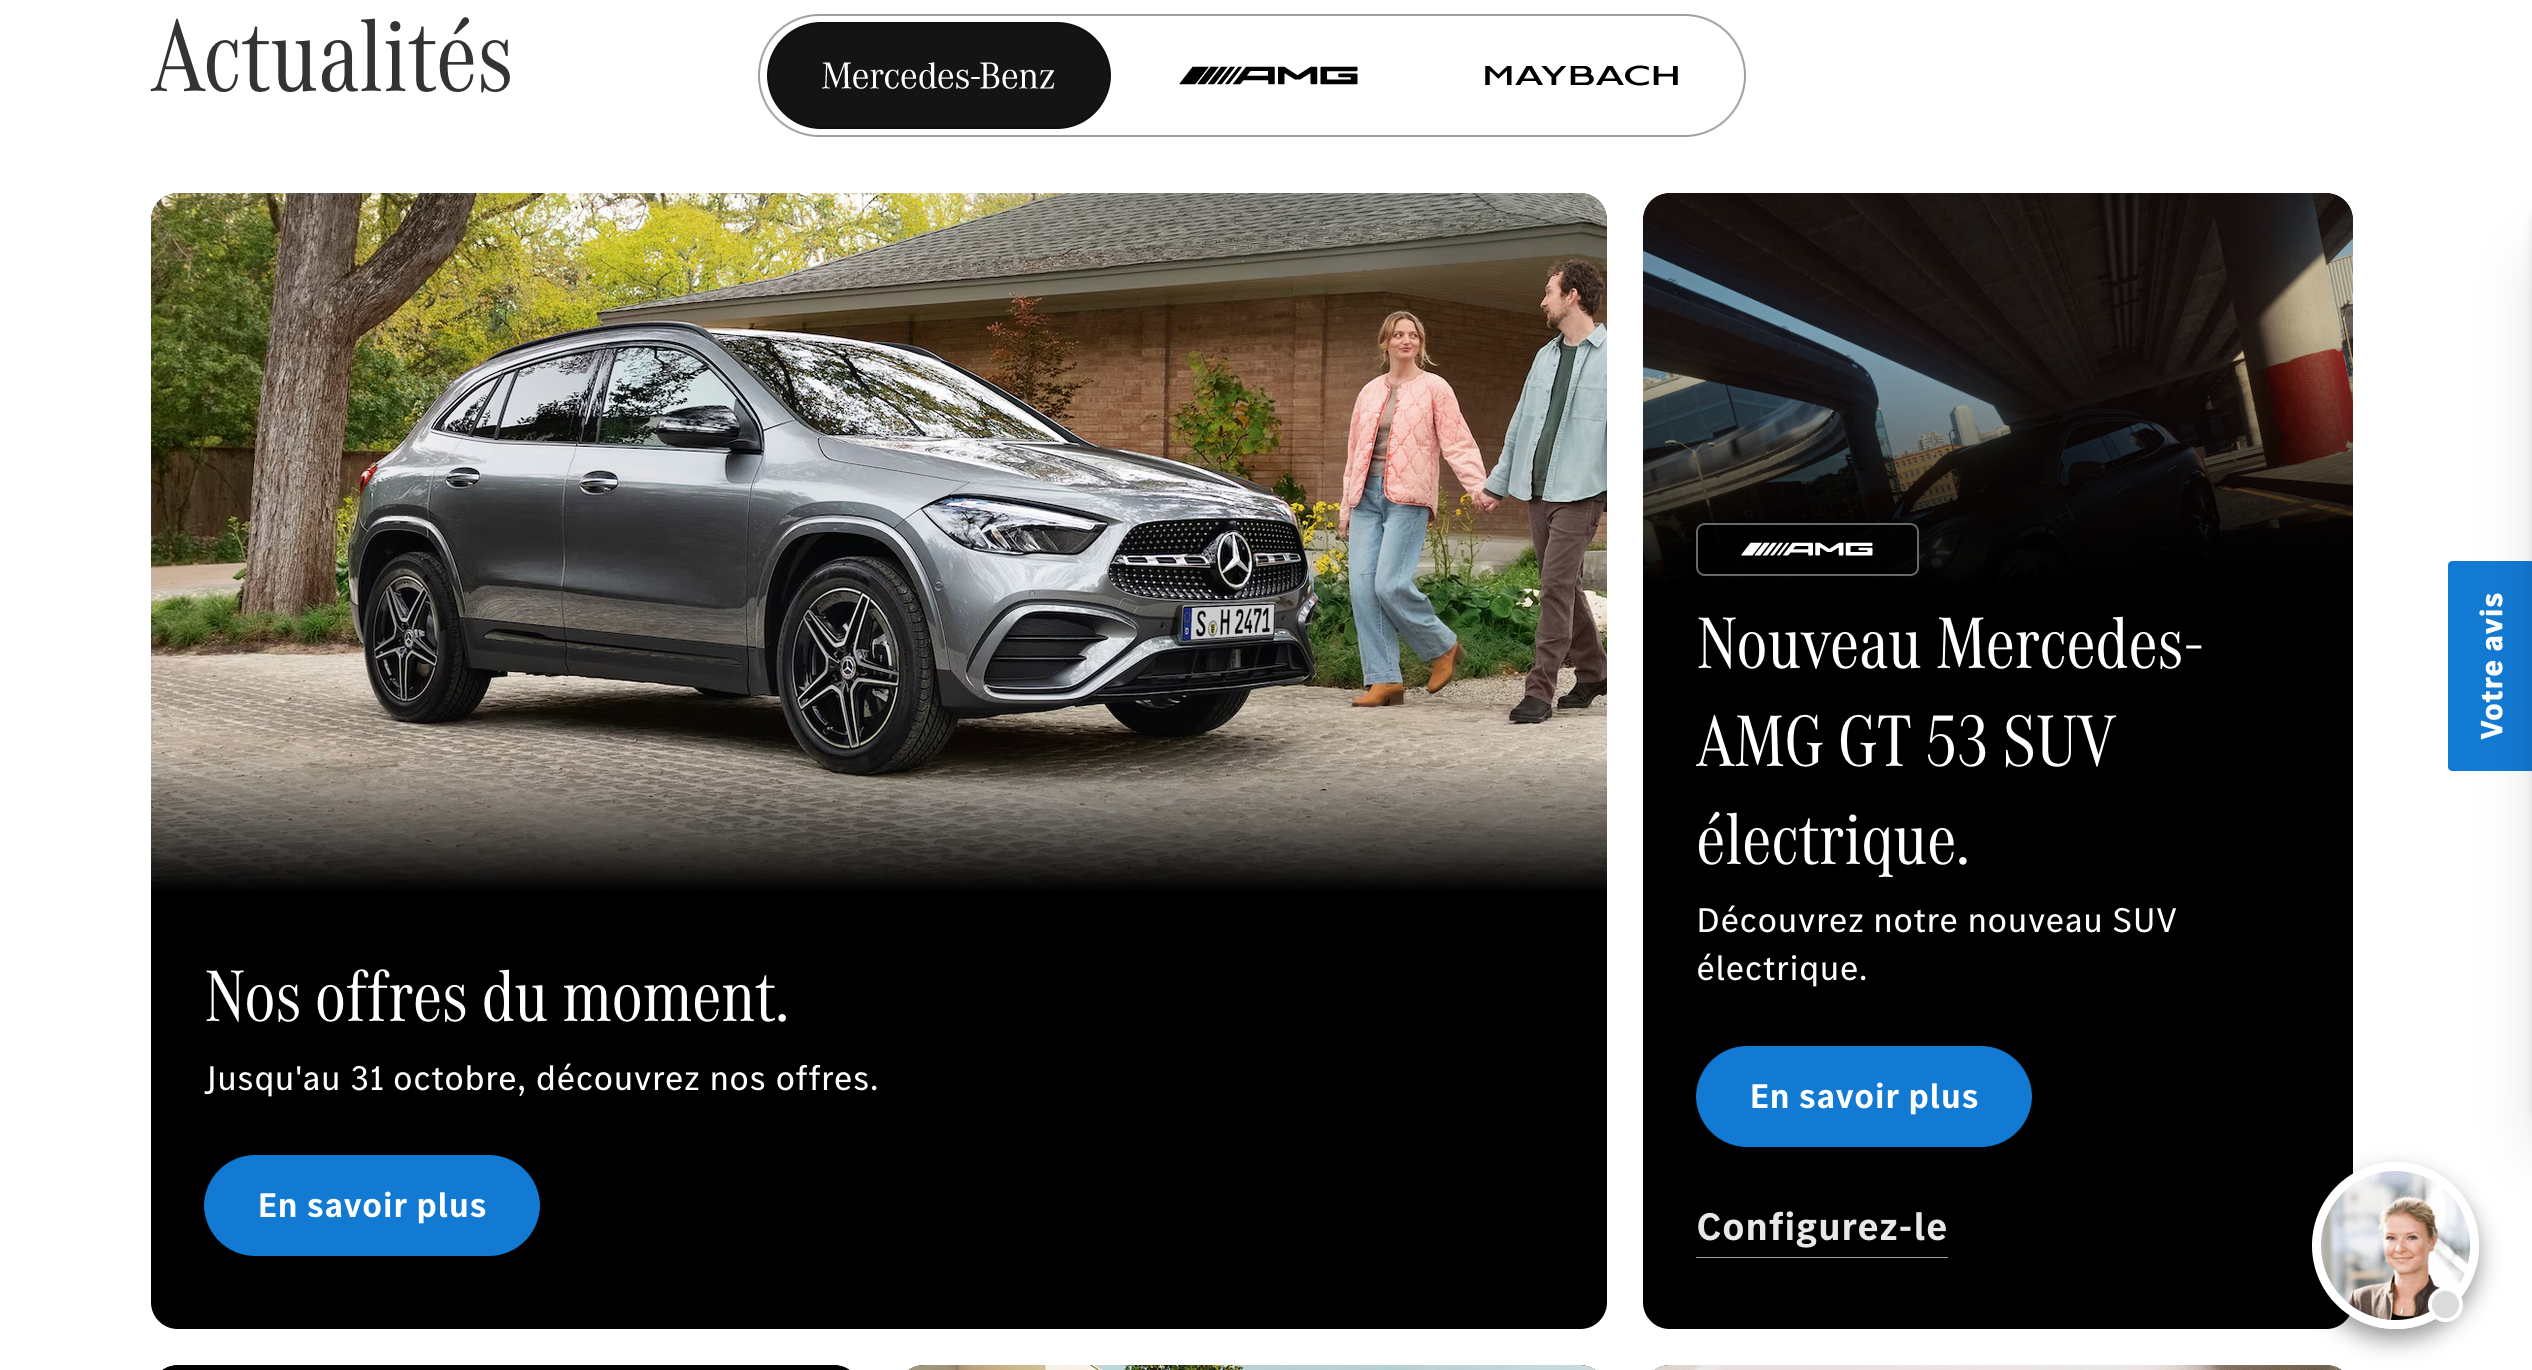 Actualités
Mercedes-Benz
AMG
MAYBACH
S H 2471
Nos offres du moment.
Jusqu'au 31 octobre, découvrez nos offres.
En savoir plus
AMG
Nouveau Mercedes-
AMG GT 53 SUV
électrique.
Découvrez notre nouveau SUV
électrique.
En savoir plus
Configurez-le
Votre avis